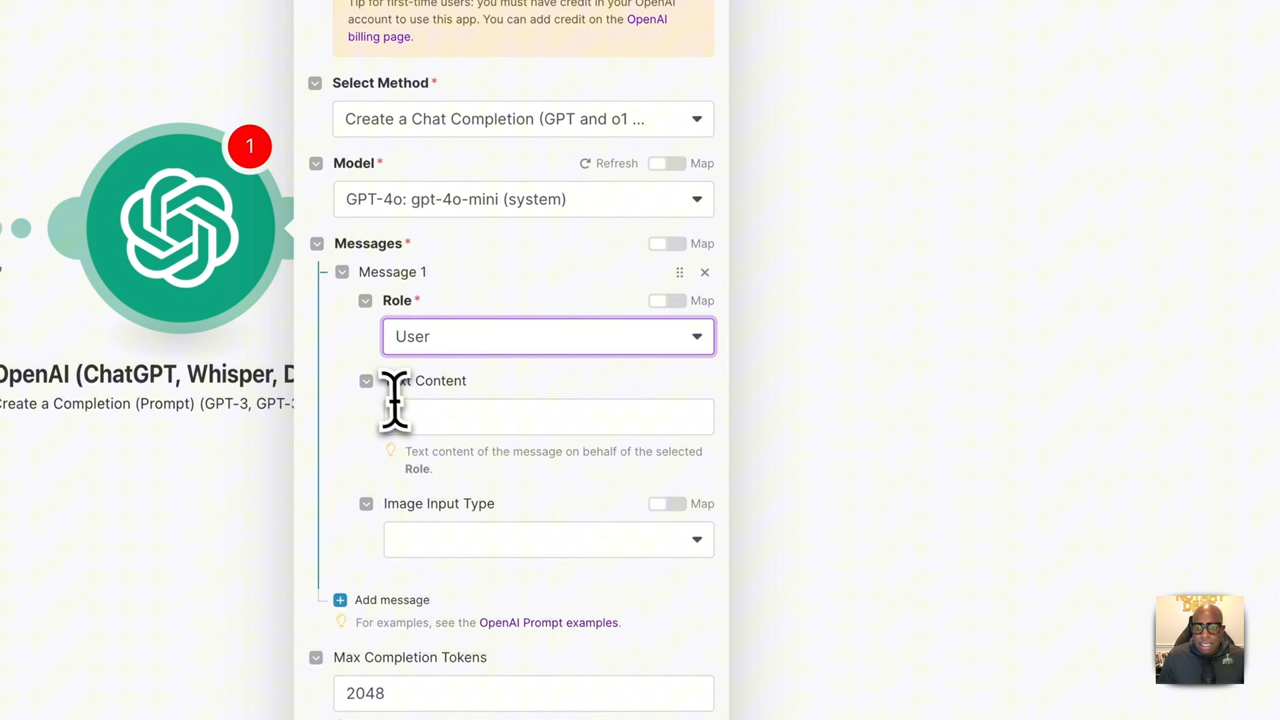 Tip for first-time users: you must have credit in your OpenAI
account to use this app. You can add credit on the OpenAI
billing page.
Select Method*
Create a Chat Completion (GPT and o1 ...
1
Model*
Refresh
Map
GPT-4o: gpt-4o-mini (system)
Messages*
Map
Message 1
Role*
Map
User
OpenAI (ChatGPT, Whisper, D
Create a Completion (Prompt) (GPT-3, GPT-3
Content
Text content of the message on behalf of the selected
Role.
Image Input Type
Map
Add message
For examples, see the OpenAI Prompt examples.
Max Completion Tokens
2048